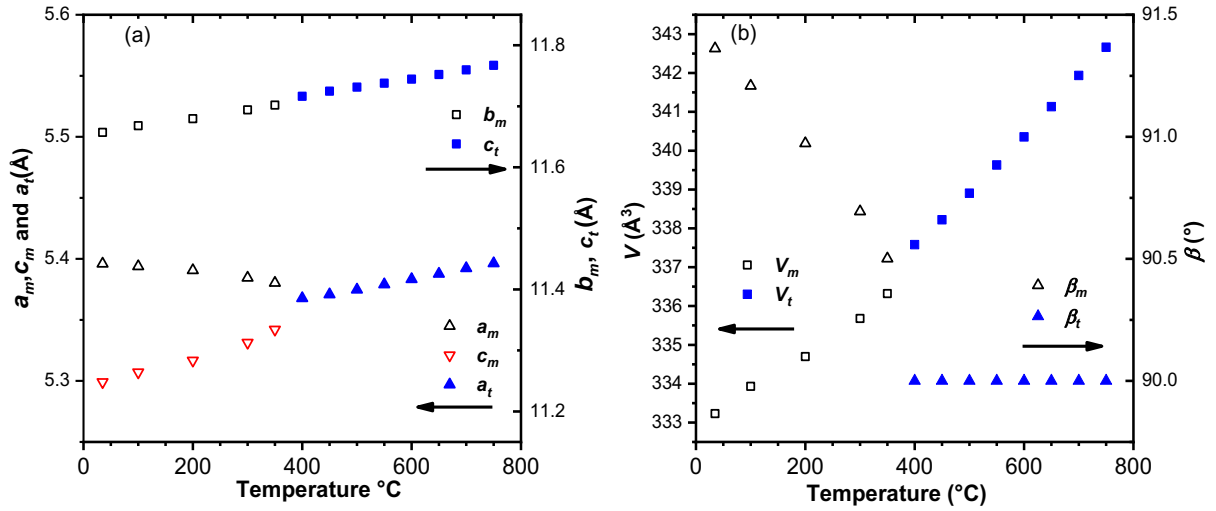 (a)
5.6
5.5
5.4
5.3
a_m,c_m and a_t(Å)
11.8
11.6
11.4
11.2
b_m, c_t (Å)
b_m
c_t
a_m
c_m
a_t
0 200 400 600 800
Temperature °C
(b)
343
342
341
340
339
338
337
336
335
334
333
V (Å³)
91.5
91.0
90.5
90.0
β (°)
V_m
V_t
β_m
β_t
0 200 400 600 800
Temperature (°C)